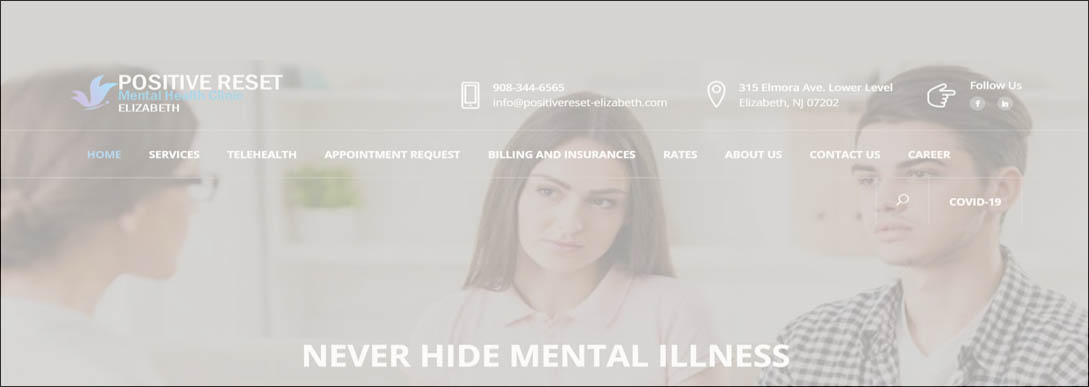 POSITIVE RESET
Mental Health Clinic
ELIZABETH
908-344-6565
info@positivereset-elizabeth.com
315 Elmora Ave. Lower Level
Elizabeth, NJ 07202
Follow Us
f in
HOME SERVICES TELEHEALTH APPOINTMENT REQUEST BILLING AND INSURANCES RATES ABOUT US CONTACT US CAREER
COVID-19
NEVER HIDE MENTAL ILLNESS